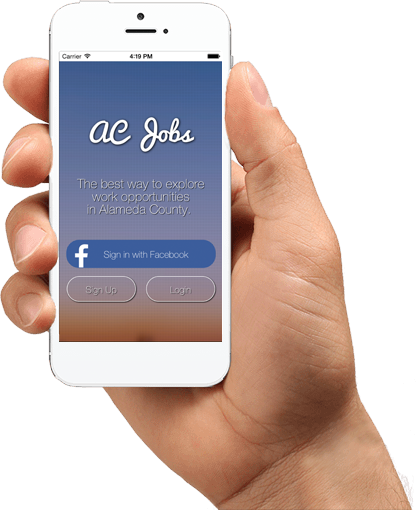 Carrier 4:19 PM
AC Jobs
The best way to explore
work opportunities
in Alameda County.
Sign in with Facebook
Sign Up Login